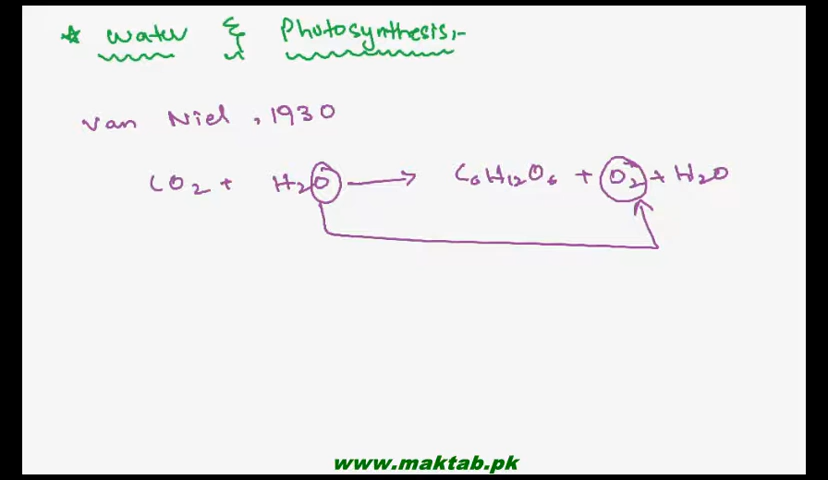 * Water & Photosynthesis:-
Van Niel, 1930
CO2 + H2O → C6H12O6 + O2 + H2O
www.maktab.pk